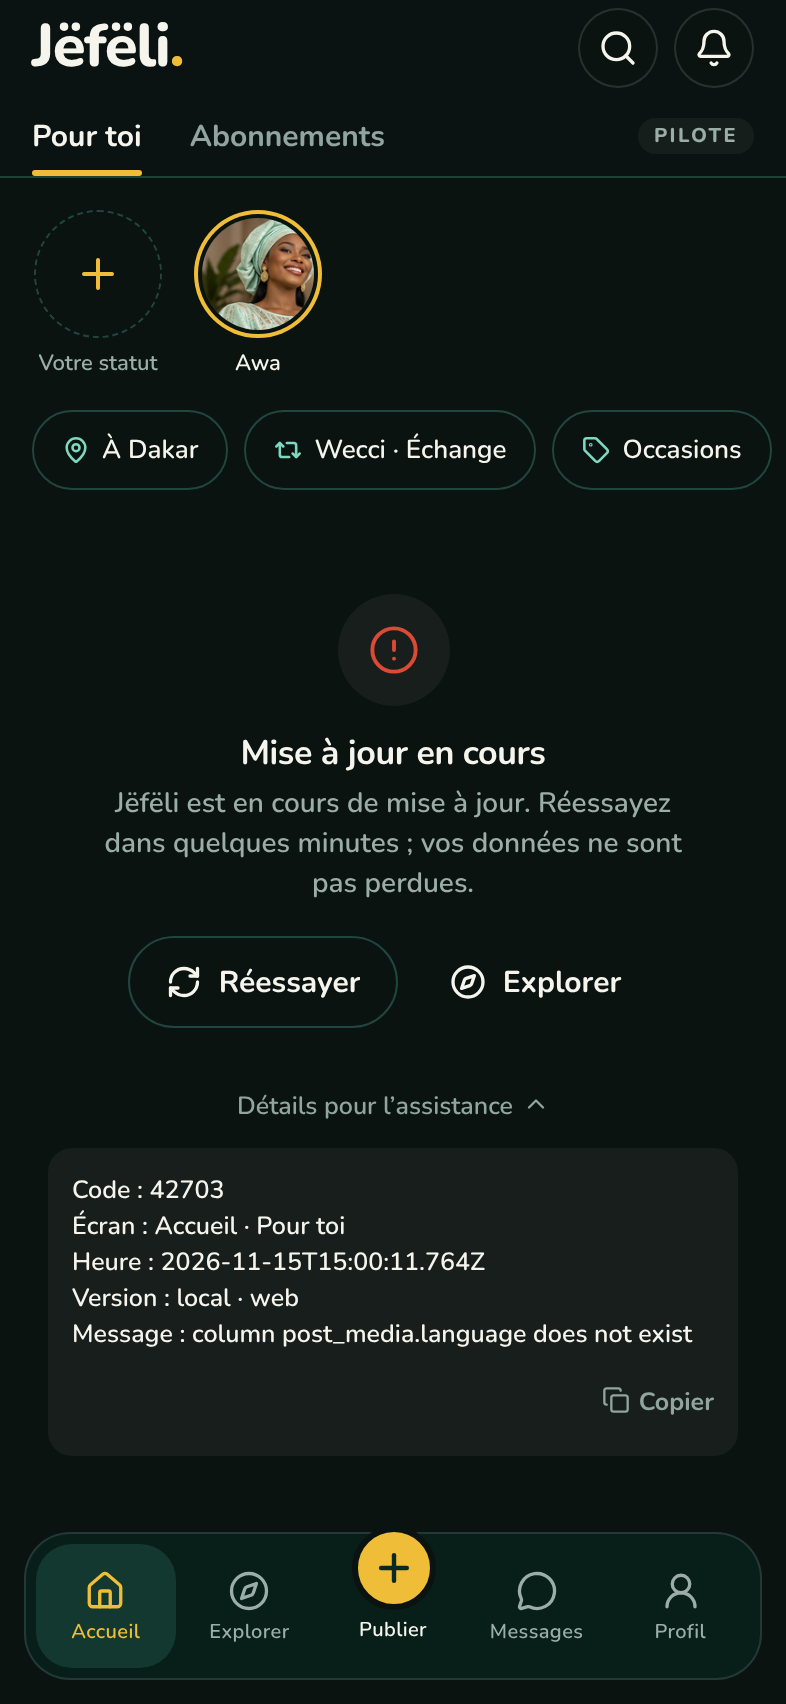 Jëfëli.
Pour toi
Abonnements
PILOTE
Votre statut
Awa
À Dakar
Wecci · Échange
Occasions
Mise à jour en cours
Jëfëli est en cours de mise à jour. Réessayez
dans quelques minutes ; vos données ne sont
pas perdues.
Réessayer
Explorer
Détails pour l’assistance
Code : 42703
Écran : Accueil · Pour toi
Heure : 2026-11-15T15:00:11.764Z
Version : local · web
Message : column post_media.language does not exist
Copier
Accueil
Explorer
Publier
Messages
Profil